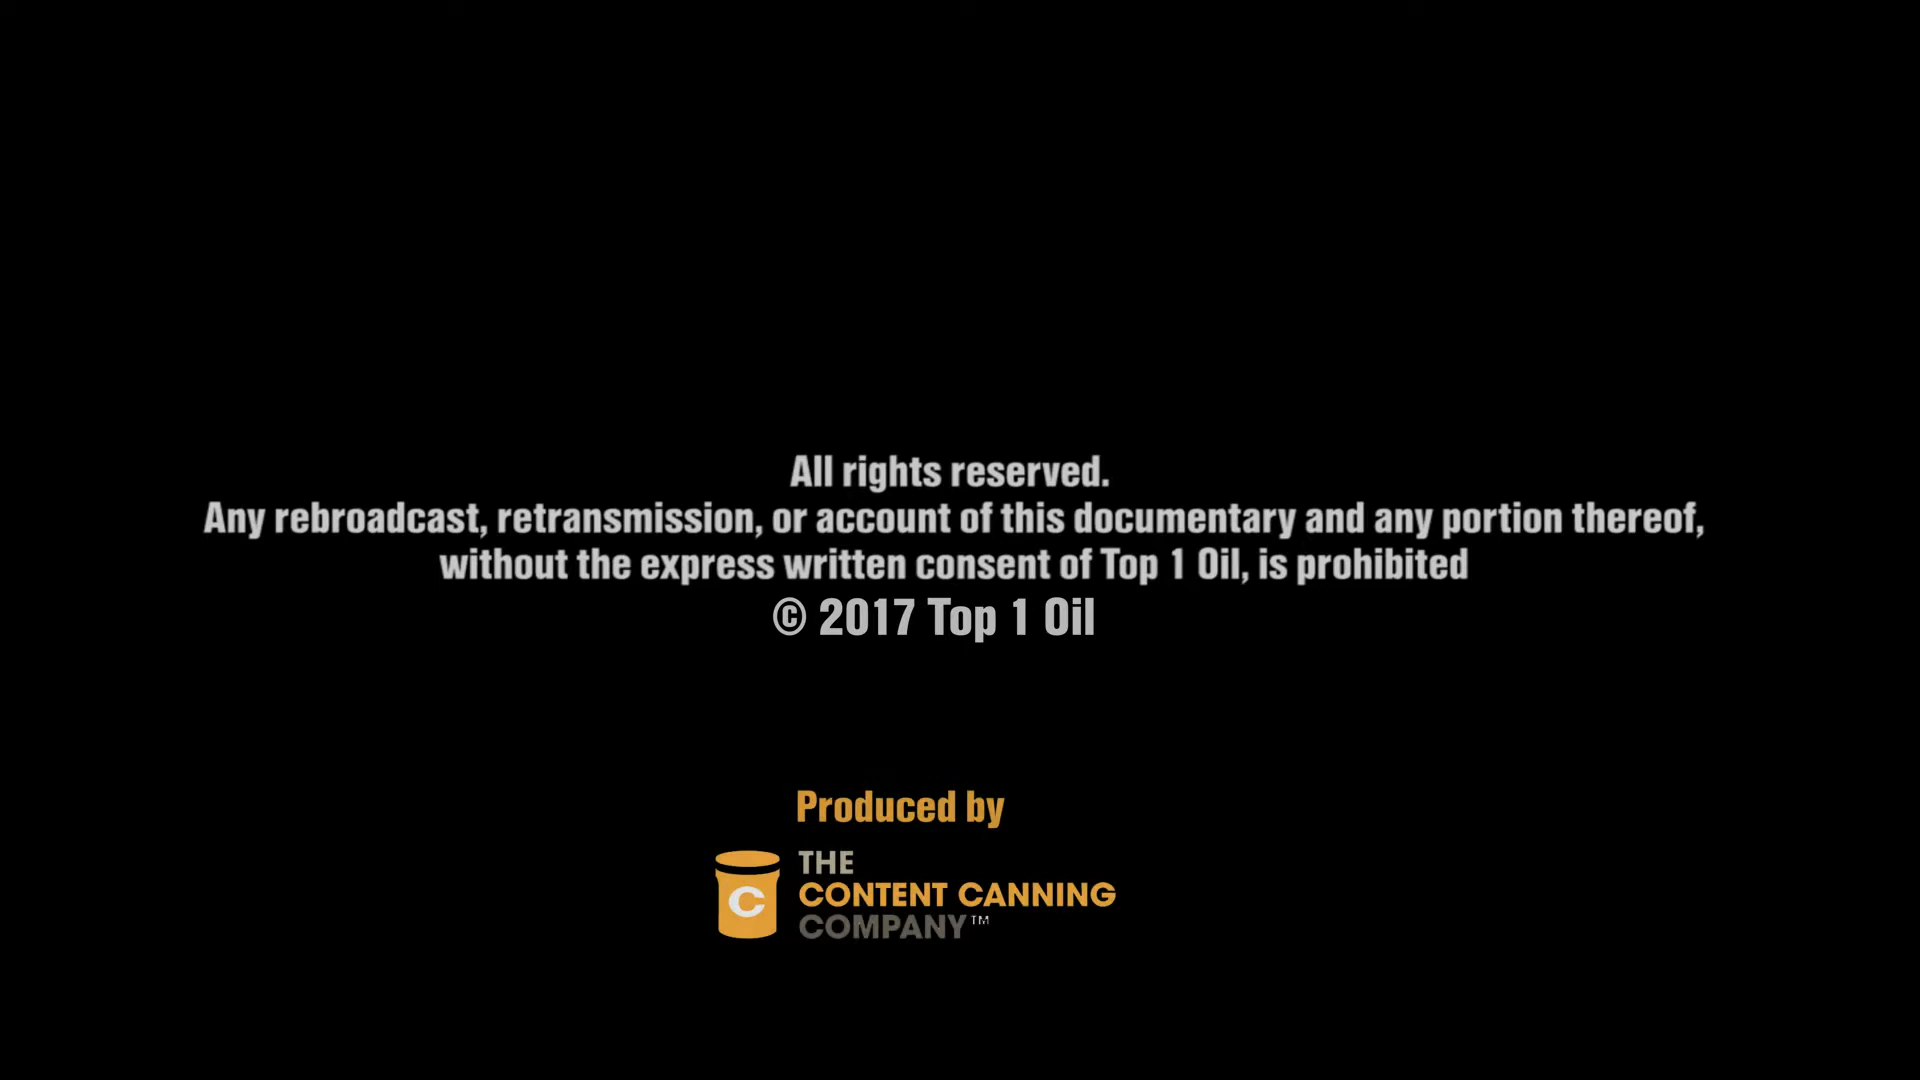 All rights reserved.
Any rebroadcast, retransmission, or account of this documentary and any portion thereof,
without the express written consent of Top 1 Oil, is prohibited
© 2017 Top 1 Oil
Produced by
C
THE
CONTENT CANNING
COMPANY™